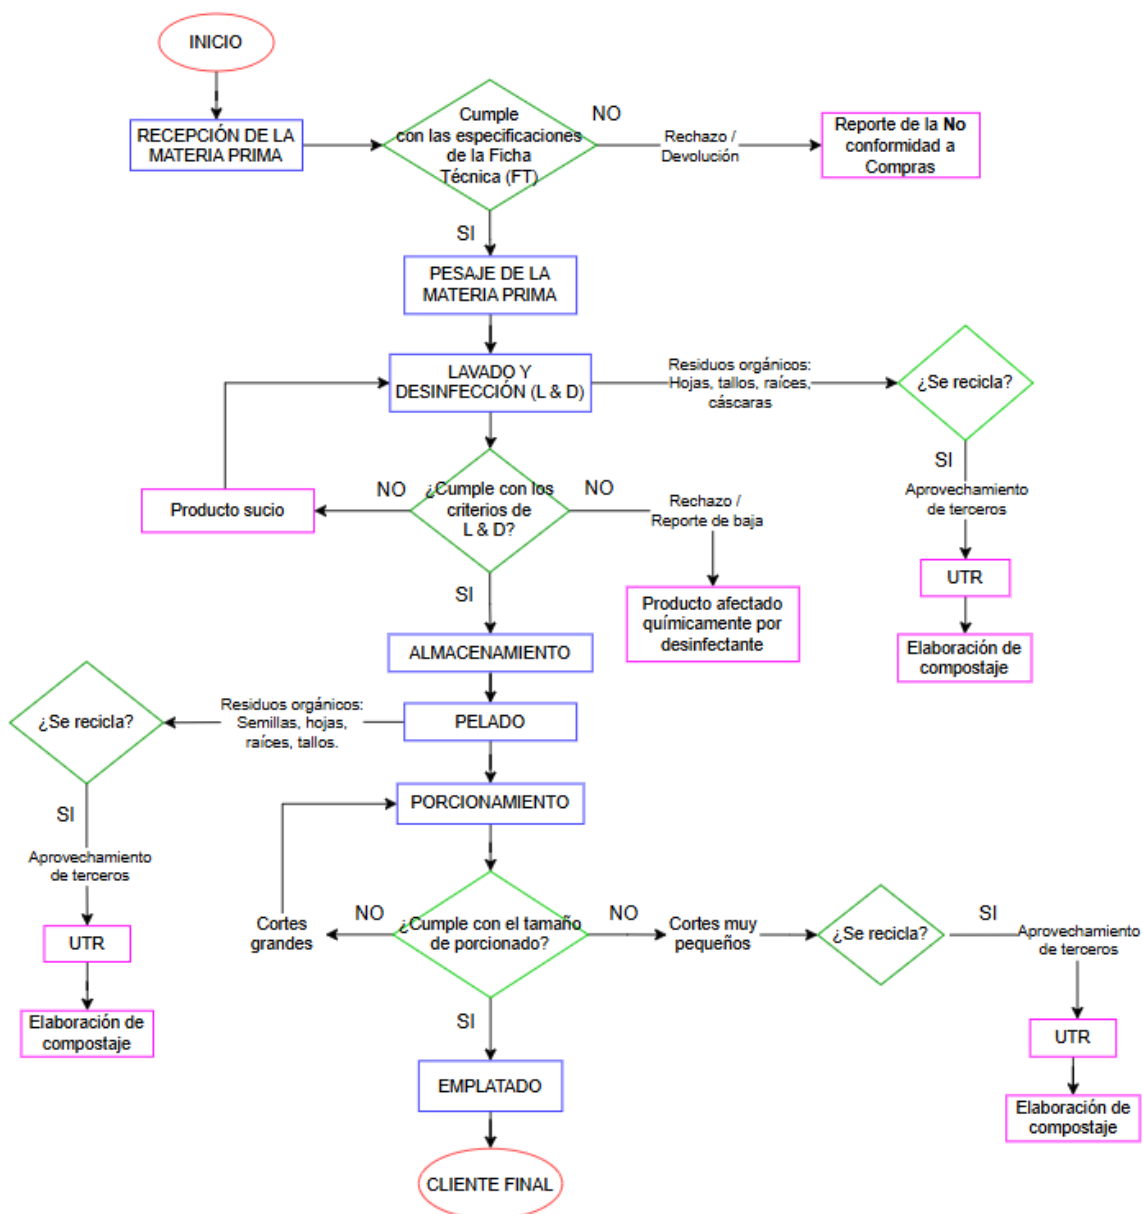 INICIO
RECEPCIÓN DE LA
MATERIA PRIMA
Cumple
con las especificaciones
de la Ficha
Técnica (FT)
NO
Rechazo /
Devolución
Reporte de la No
conformidad a
Compras
SI
PESAJE DE LA
MATERIA PRIMA
LAVADO Y
DESINFECCIÓN (L & D)
Residuos orgánicos:
Hojas, tallos, raíces,
cáscaras
¿Se recicla?
SI
Aprovechamiento
de terceros
UTR
Elaboración de
compostaje
¿Cumple con los
criterios de
L & D?
NO
Producto sucio
NO
Rechazo /
Reporte de baja
Producto afectado
químicamente por
desinfectante
SI
ALMACENAMIENTO
PELADO
Residuos orgánicos:
Semillas, hojas,
raíces, tallos.
¿Se recicla?
SI
Aprovechamiento
de terceros
UTR
Elaboración de
compostaje
PORCIONAMIENTO
¿Cumple con el tamaño
de porcionado?
NO
Cortes
grandes
NO
Cortes muy
pequeños
¿Se recicla?
SI
Aprovechamiento
de terceros
UTR
Elaboración de
compostaje
SI
EMPLATADO
CLIENTE FINAL